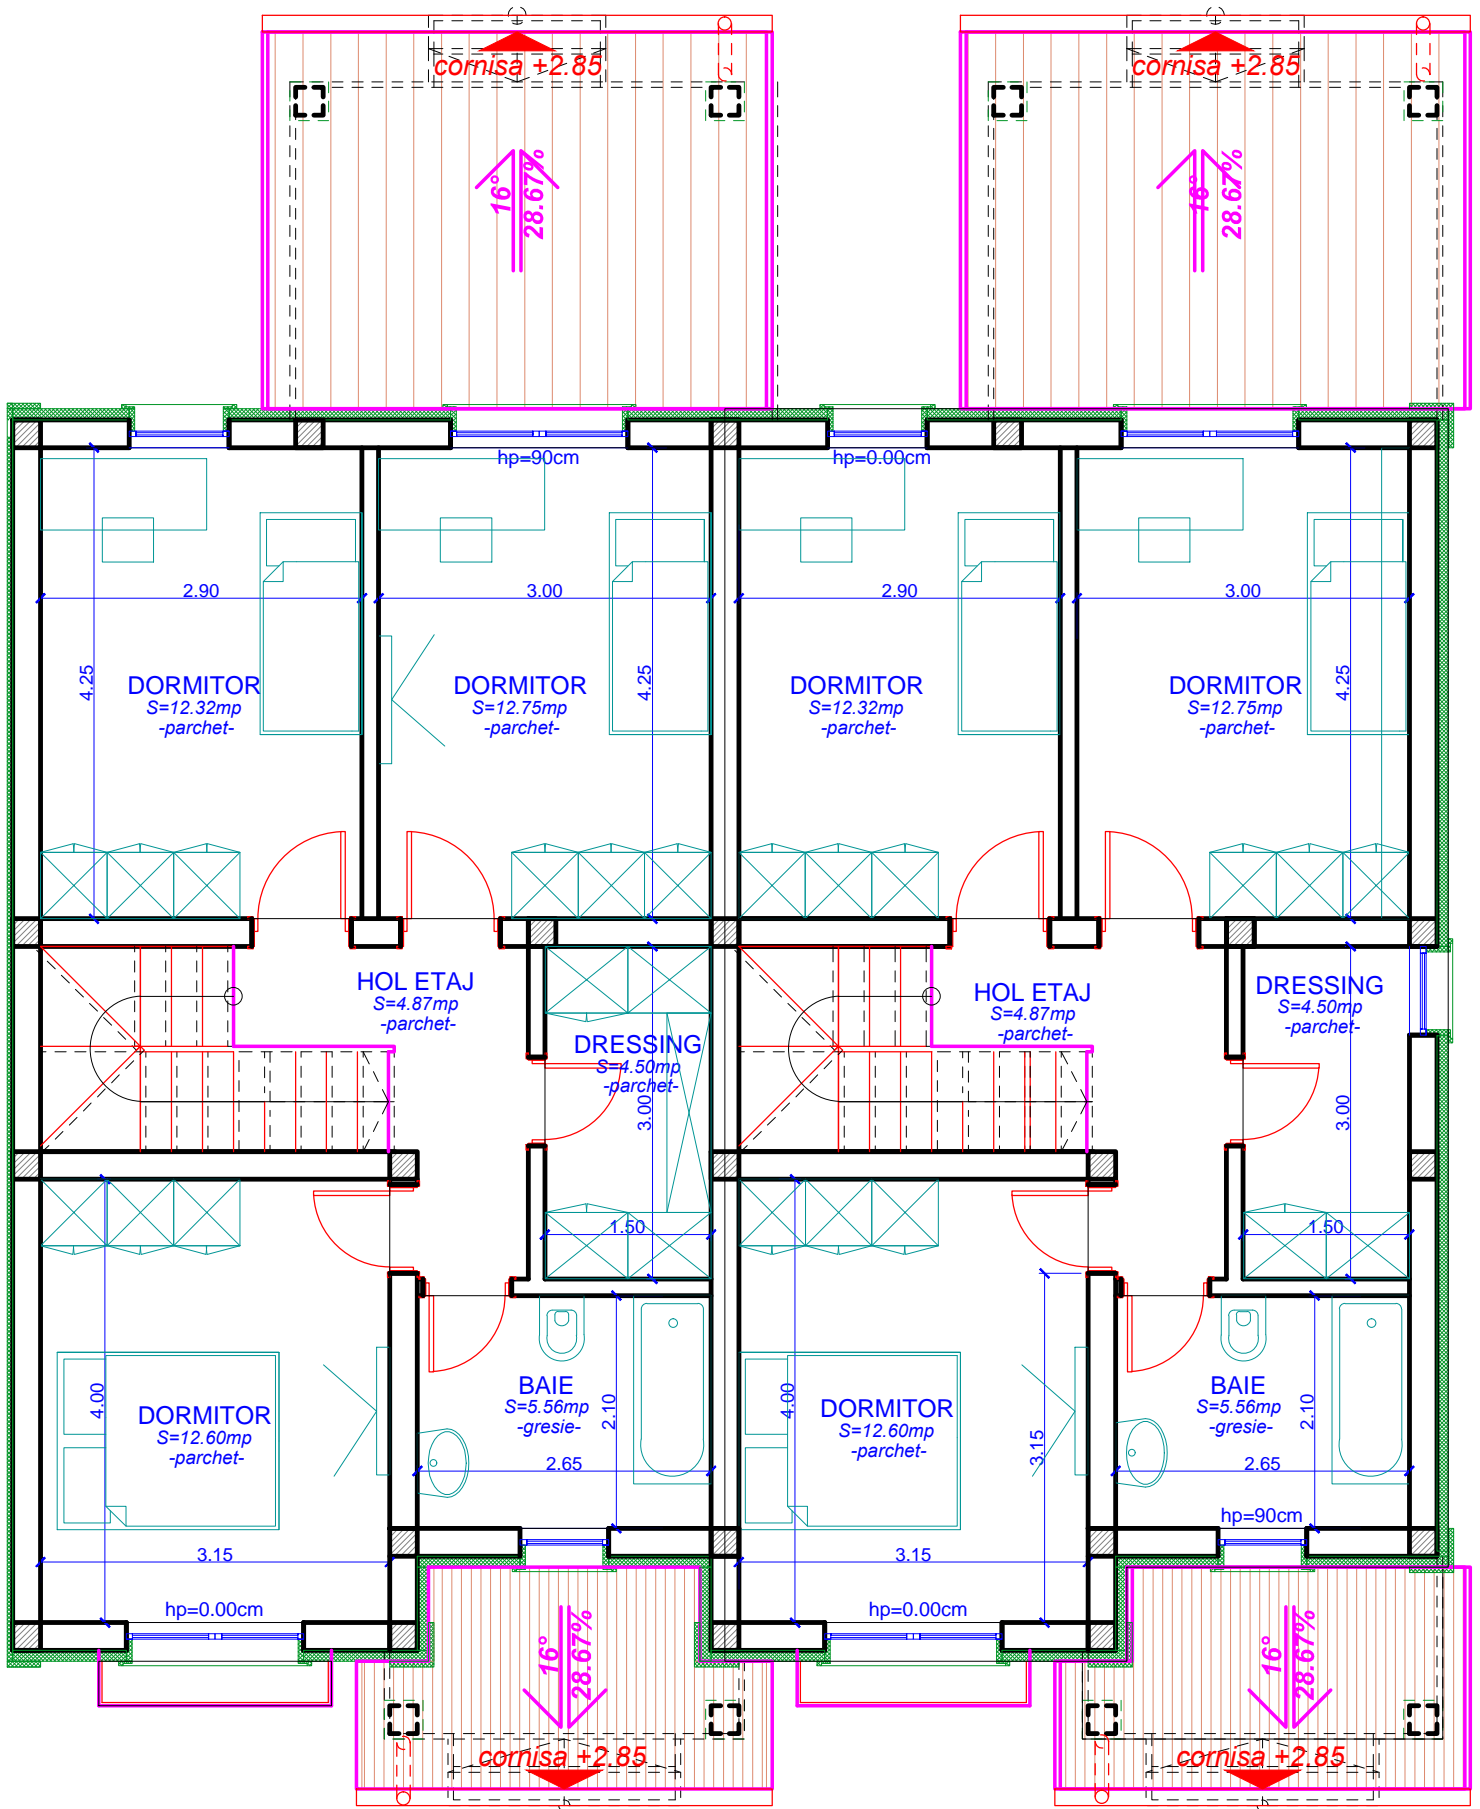 cornisa +2.85
cornisa +2.85
16°
28.67%
16°
28.67%
hp=90cm
hp=0.00cm
2.90
3.00
2.90
3.00
4.25
4.25
4.25
DORMITOR
S=12.32mp
-parchet-
DORMITOR
S=12.75mp
-parchet-
DORMITOR
S=12.32mp
-parchet-
DORMITOR
S=12.75mp
-parchet-
HOL ETAJ
S=4.87mp
-parchet-
DRESSING
S=4.50mp
-parchet-
3.00
HOL ETAJ
S=4.87mp
-parchet-
DRESSING
S=4.50mp
-parchet-
3.00
1.50
1.50
4.00
DORMITOR
S=12.60mp
-parchet-
BAIE
S=5.56mp
-gresie-
2.10
2.65
4.00
DORMITOR
S=12.60mp
-parchet-
3.15
BAIE
S=5.56mp
-gresie-
2.10
2.65
hp=90cm
3.15
3.15
hp=0.00cm
hp=0.00cm
16°
28.67%
16°
28.67%
cornisa +2.85
cornisa +2.85